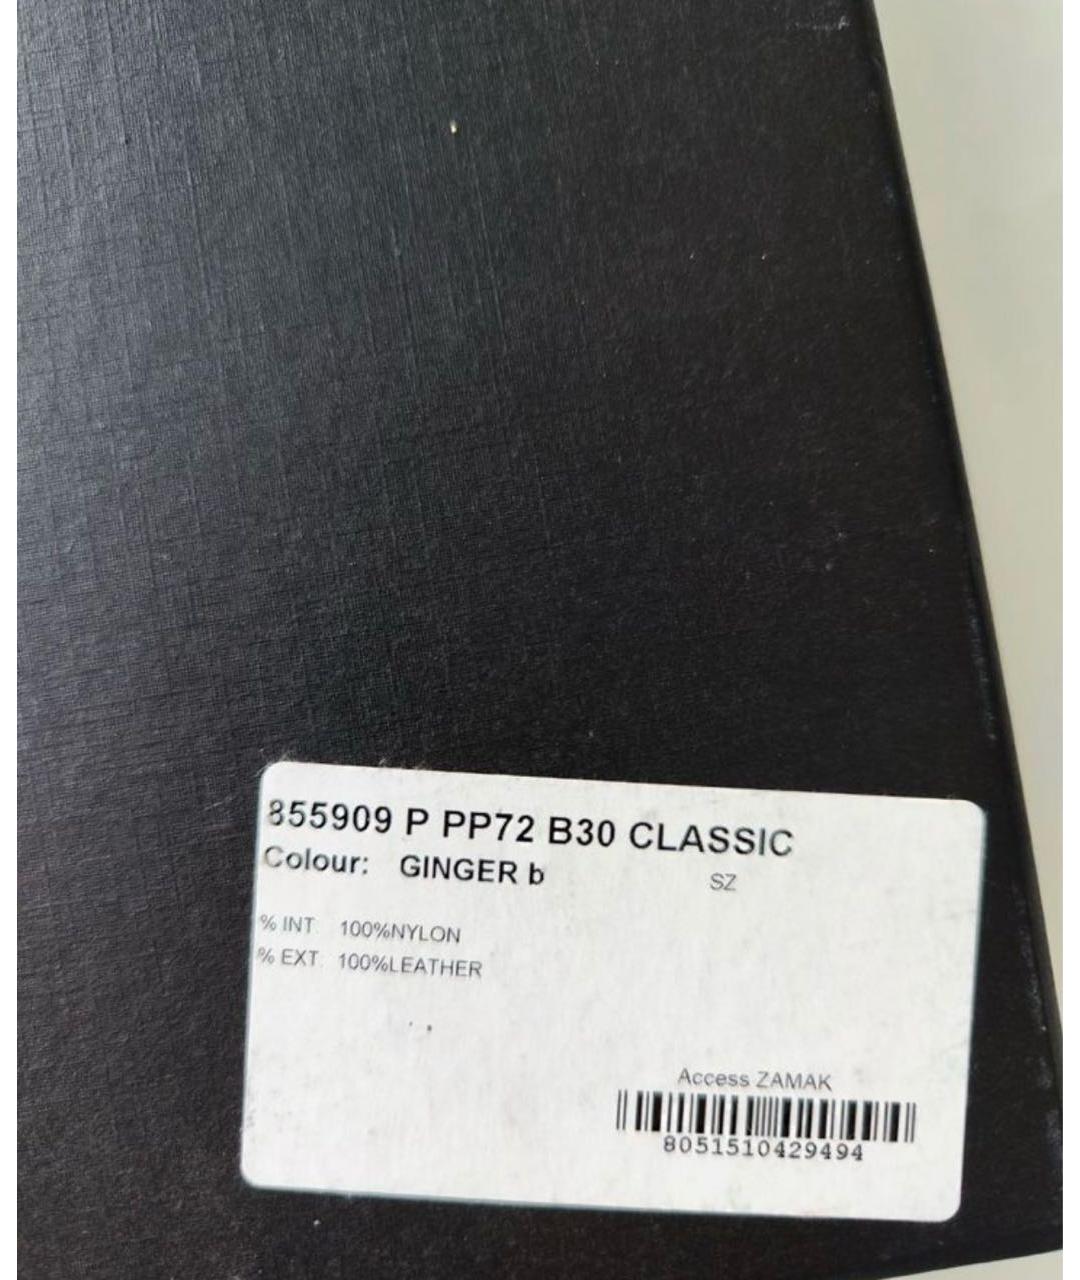 855909 P PP72 B30 CLASSIC
Colour: GINGER b
SZ
% INT. 100%NYLON
% EXT. 100%LEATHER
Access ZAMAK
8051510429494